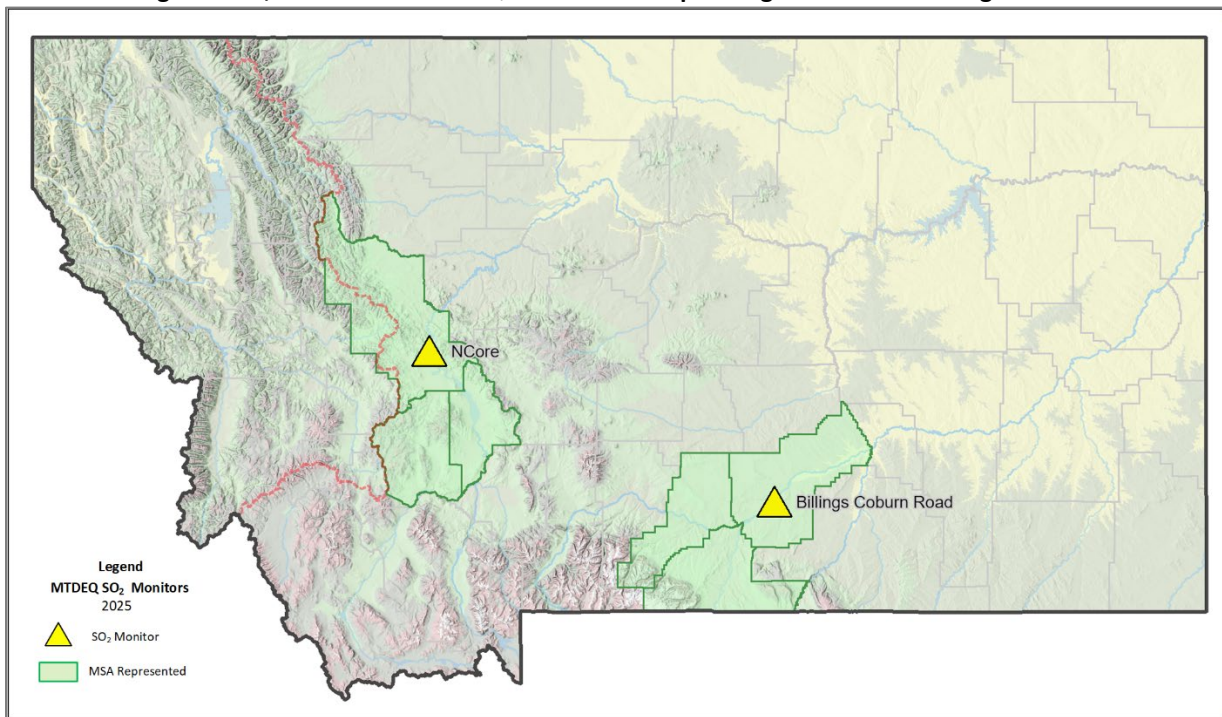 NCore
Billings Coburn Road
Legend
MTDEQ SO₂ Monitors
2025
SO₂ Monitor
MSA Represented